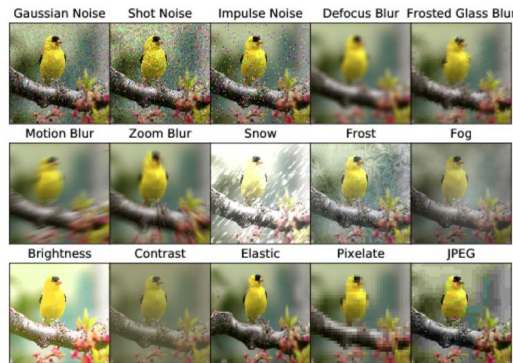 Gaussian Noise Shot Noise Impulse Noise Defocus Blur Frosted Glass Blur
Motion Blur Zoom Blur Snow Frost Fog
Brightness Contrast Elastic Pixelate JPEG